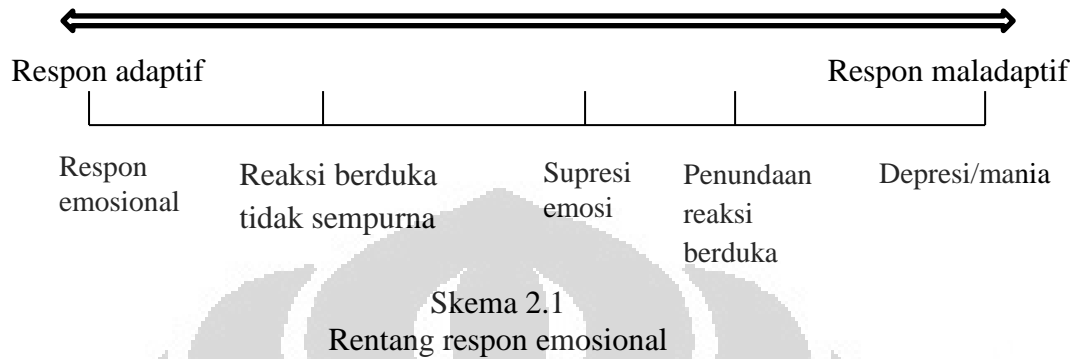 Respon adaptif
Respon maladaptif
Respon
emosional
Reaksi berduka
tidak sempurna
Supresi
emosi
Penundaan
reaksi
berduka
Depresi/mania
Skema 2.1
Rentang respon emosional